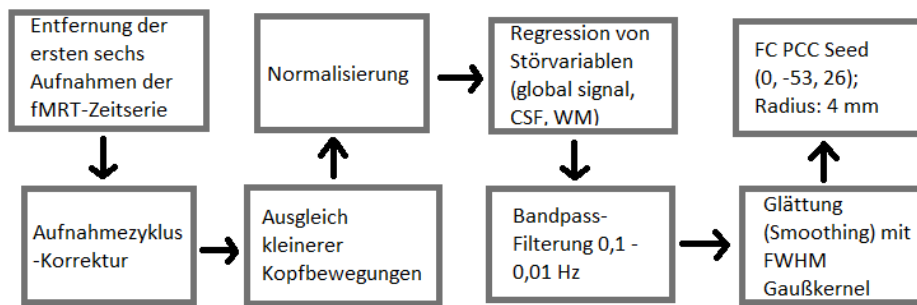 Entfernung der
ersten sechs
Aufnahmen der
fMRT-Zeitserie
Aufnahmezyklus
-Korrektur
Ausgleich
kleinerer
Kopfbewegungen
Normalisierung
Regression von
Störvariablen
(global signal,
CSF, WM)
Bandpass-
Filterung 0,1 -
0,01 Hz
Glättung
(Smoothing) mit
FWHM
Gaußkernel
FC PCC Seed
(0, -53, 26);
Radius: 4 mm